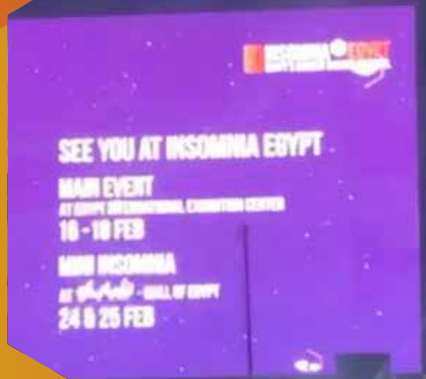 INSOMNIA EGYPT
SEE YOU AT INSOMNIA EGYPT
MAIN EVENT
AT EGYPT INTERNATIONAL EXHIBITION CENTER
16 - 18 FEB
MINI INSOMNIA
AT - MALL OF EGYPT
24 & 25 FEB